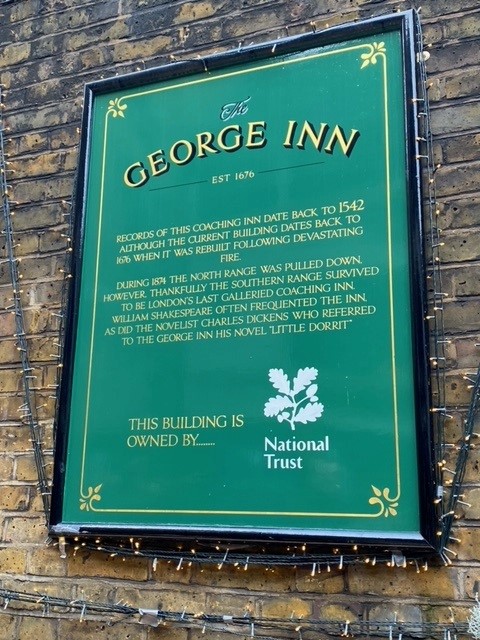 The
GEORGE INN
EST 1676
RECORDS OF THIS COACHING INN DATE BACK TO 1542
ALTHOUGH THE CURRENT BUILDING DATES BACK TO
1676 WHEN IT WAS REBUILT FOLLOWING DEVASTATING
FIRE.
DURING 1874 THE NORTH RANGE WAS PULLED DOWN.
HOWEVER, THANKFULLY THE SOUTHERN RANGE SURVIVED
TO BE LONDON'S LAST GALLERIED COACHING INN.
WILLIAM SHAKESPEARE OFTEN FREQUENTED THE INN,
AS DID THE NOVELIST CHARLES DICKENS WHO REFERRED
TO THE GEORGE INN HIS NOVEL "LITTLE DORRIT"
THIS BUILDING IS
OWNED BY........
National
Trust